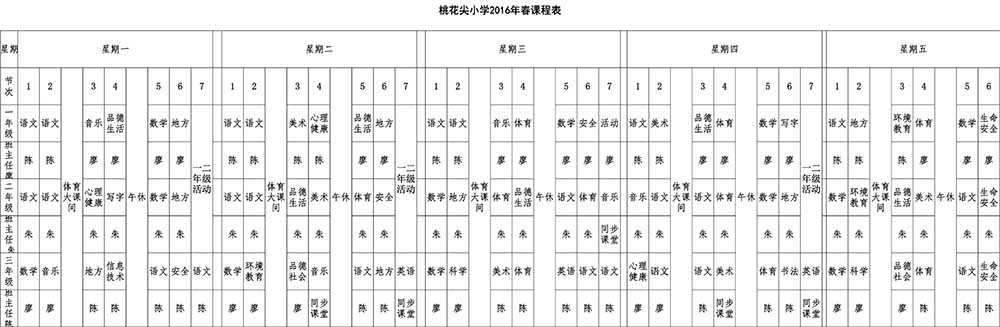 桃花尖小学2016年春课程表
星期 星期一 星期二 星期三 星期四 星期五
节次 1 2 体育大课间 3 4 午休 5 6 7 1 2 体育大课间 3 4 午休 5 6 7 1 2 体育大课间 3 4 午休 5 6 7 1 2 体育大课间 3 4 午休 5 6 7 1 2 体育大课间 3 4 午休 5 6
一年级 语文 语文 音乐 品德生活 数学 地方 一二年级活动 语文 语文 美术 心理健康 品德生活 地方 一二年级活动 语文 语文 音乐 体育 数学 安全 活动 语文 美术 品德生活 体育 数学 写字 一二年级活动 语文 地方 环境教育 体育 数学 生命安全
班主任廖 陈 陈 廖 廖 廖 廖 陈 陈 陈 陈 廖 廖 陈 陈 廖 廖 廖 廖 廖 陈 陈 廖 廖 廖 廖 陈 陈 廖 廖 廖 廖
二年级 语文 语文 心理健康 写字 数学 地方 语文 语文 品德生活 美术 体育 安全 数学 地方 体育 品德生活 语文 体育 音乐 音乐 语文 语文 体育 数学 地方 数学 环境教育 品德生活 美术 语文 生命安全
班主任朱 朱 朱 朱 朱 朱 朱 朱 朱 朱 朱 朱 朱 朱 朱 朱 朱 朱 朱 同步课堂 朱 朱 朱 朱 朱 朱 朱 朱 朱 朱 朱 朱
三年级 数学 音乐 地方 信息技术 语文 安全 语文 数学 环境教育 品德社会 音乐 语文 地方 英语 数学 科学 美术 体育 英语 语文 语文 心理健康 语文 语文 美术 体育 书法 英语 数学 科学 品德社会 体育 语文 生命安全
班主任陈 廖 廖 陈 陈 陈 陈 陈 廖 廖 廖 同步课堂 陈 陈 同步课堂 廖 廖 陈 陈 陈 陈 陈 廖 廖 陈 同步课堂 陈 陈 同步课堂 廖 廖 陈 陈 陈 陈